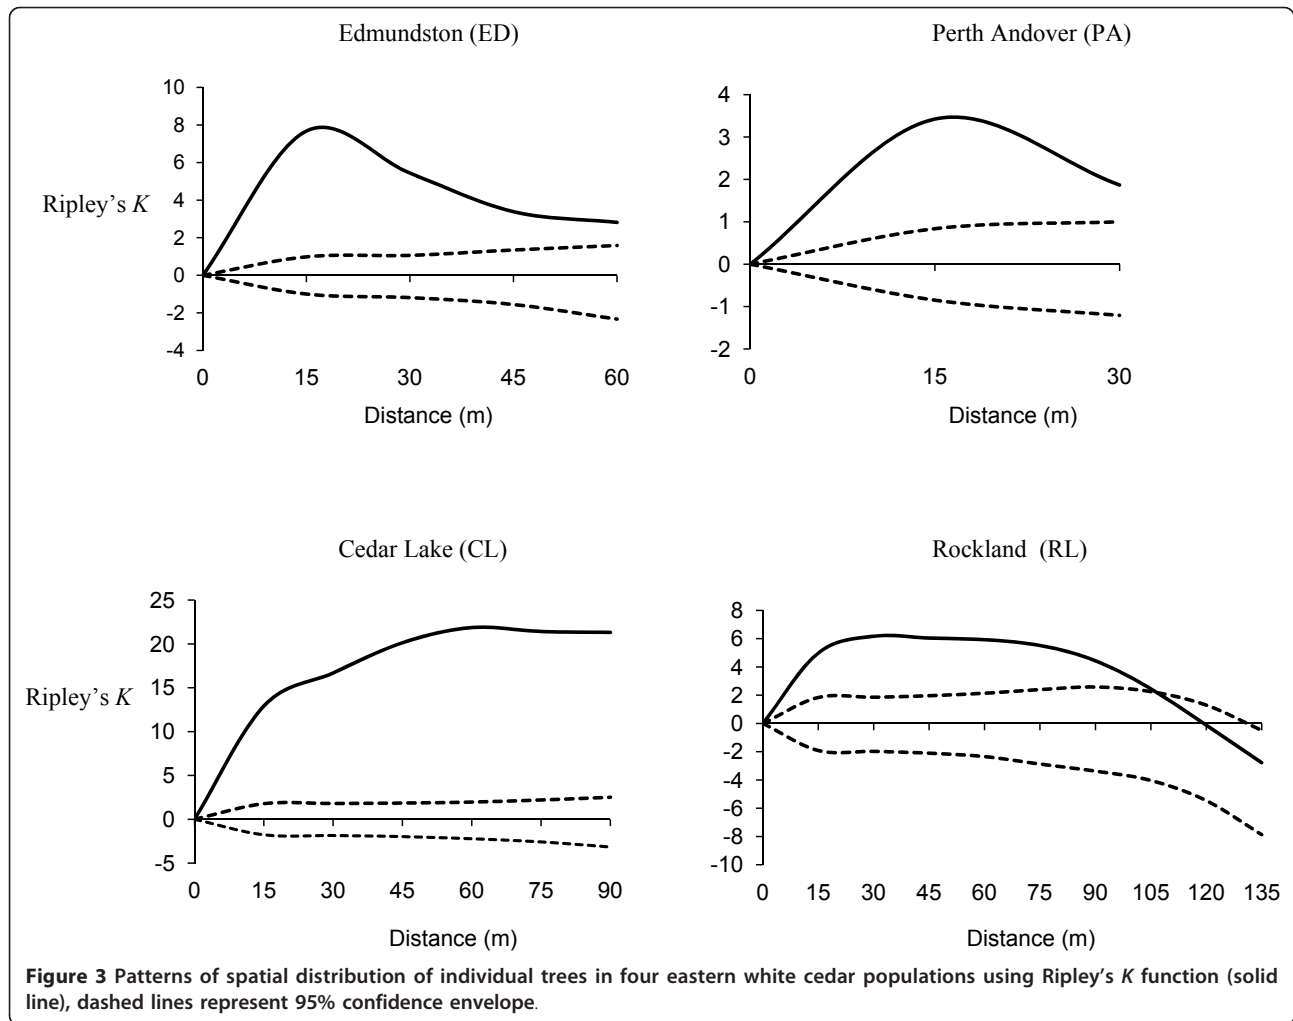 Edmundston (ED)
Perth Andover (PA)
10
8
6
4
2
0
-2
-4
Ripley's K
0 15 30 45 60
Distance (m)
4
3
2
1
0
-1
-2
0 15 30
Distance (m)
Cedar Lake (CL)
Rockland (RL)
25
20
15
10
5
0
-5
Ripley's K
0 15 30 45 60 75 90
Distance (m)
8
6
4
2
0
-2
-4
-6
-8
-10
0 15 30 45 60 75 90 105 120 135
Distance (m)
Figure 3 Patterns of spatial distribution of individual trees in four eastern white cedar populations using Ripley's K function (solid
line), dashed lines represent 95% confidence envelope.